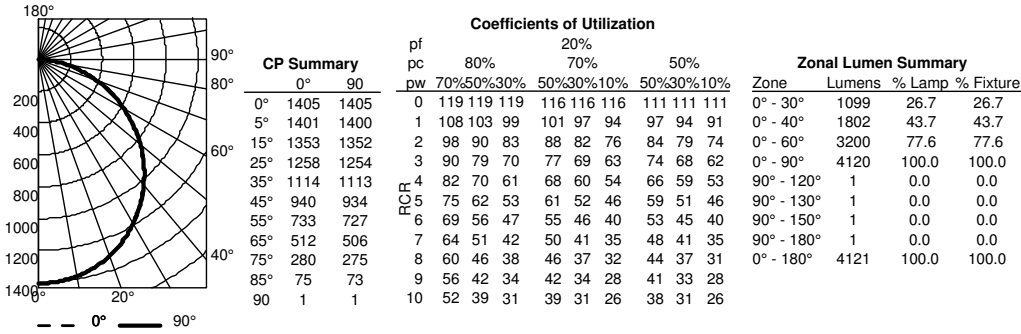 180°
90°
80°
60°
40°
200
400
600
800
1000
1200
1400
0°
20°
0° 90°
CP Summary
0° 90
0° 1405 1405
5° 1401 1400
15° 1353 1352
25° 1258 1254
35° 1114 1113
45° 940 934
55° 733 727
65° 512 506
75° 280 275
85° 75 73
90 1 1
Coefficients of Utilization
pf 20%
pc 80% 70% 50%
pw 70%50%30% 50%30%10% 50%30%10%
RCR
0 119 119 119 116 116 116 111 111 111
1 108 103 99 101 97 94 97 94 91
2 98 90 83 88 82 76 84 79 74
3 90 79 70 77 69 63 74 68 62
4 82 70 61 68 60 54 66 59 53
5 75 62 53 61 52 46 59 51 46
6 69 56 47 55 46 40 53 45 40
7 64 51 42 50 41 35 48 41 35
8 60 46 38 46 37 32 44 37 31
9 56 42 34 42 34 28 41 33 28
10 52 39 31 39 31 26 38 31 26
Zonal Lumen Summary
Zone Lumens % Lamp % Fixture
0° - 30° 1099 26.7 26.7
0° - 40° 1802 43.7 43.7
0° - 60° 3200 77.6 77.6
0° - 90° 4120 100.0 100.0
90° - 120° 1 0.0 0.0
90° - 130° 1 0.0 0.0
90° - 150° 1 0.0 0.0
90° - 180° 1 0.0 0.0
0° - 180° 4121 100.0 100.0